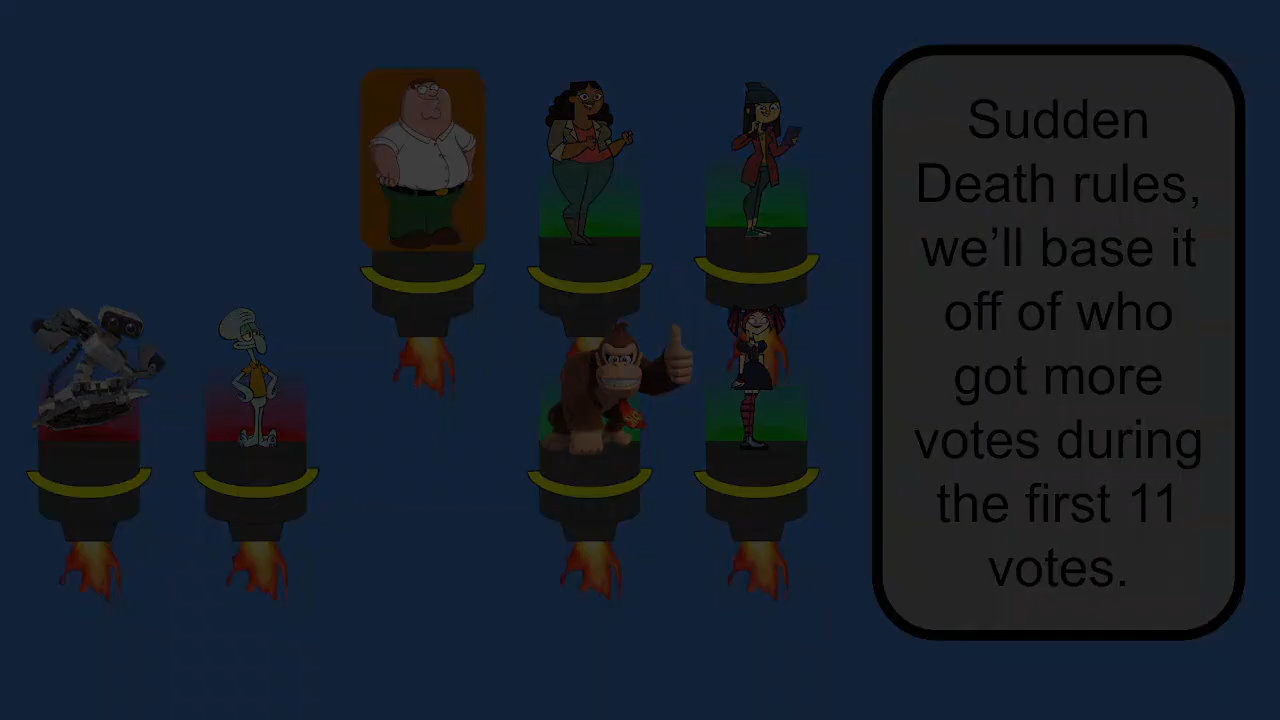 Sudden
Death rules,
we’ll base it
off of who
got more
votes during
the first 11
votes.